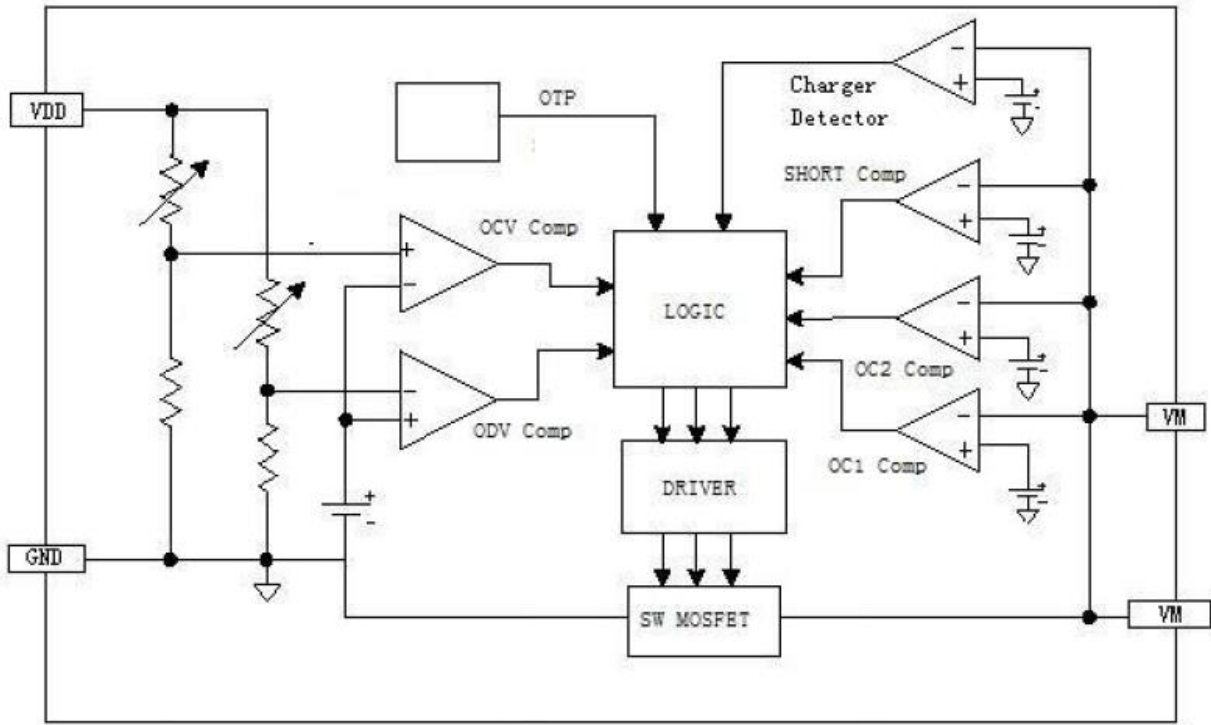 VDD
OTP
Charger
Detector
SHORT Comp
OCV Comp
LOGIC
OC2 Comp
ODV Comp
OC1 Comp
VM
DRIVER
GND
SW MOSFET
VM